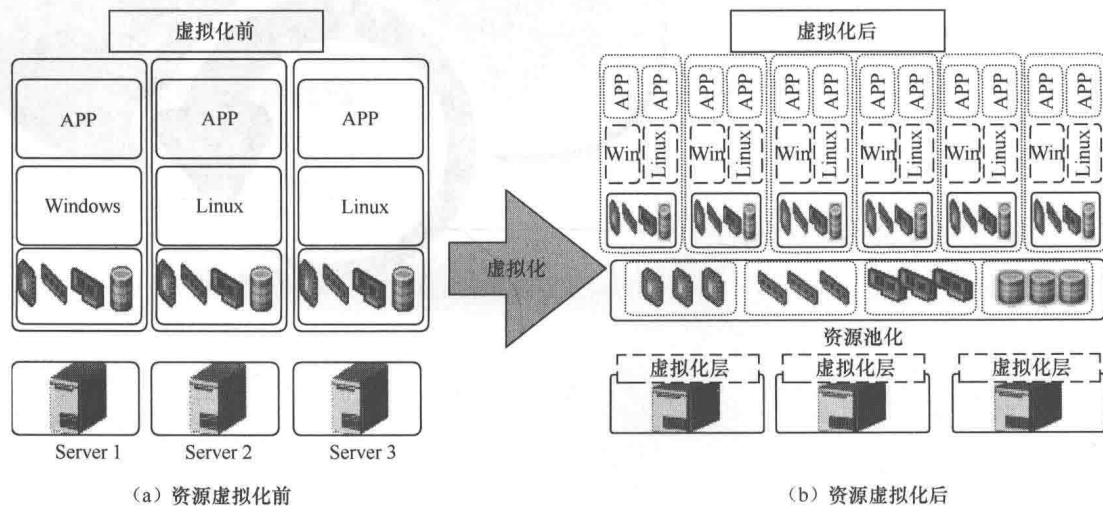 虚拟化前
APP
APP
APP
Windows
Linux
Linux
Server 1
Server 2
Server 3
(a) 资源虚拟化前
虚拟化
虚拟化后
APP APP APP APP APP APP APP APP APP APP APP APP
Win Linux Win Linux Win Linux Win Linux Win Linux Win Linux
资源池化
虚拟化层
虚拟化层
虚拟化层
(b) 资源虚拟化后